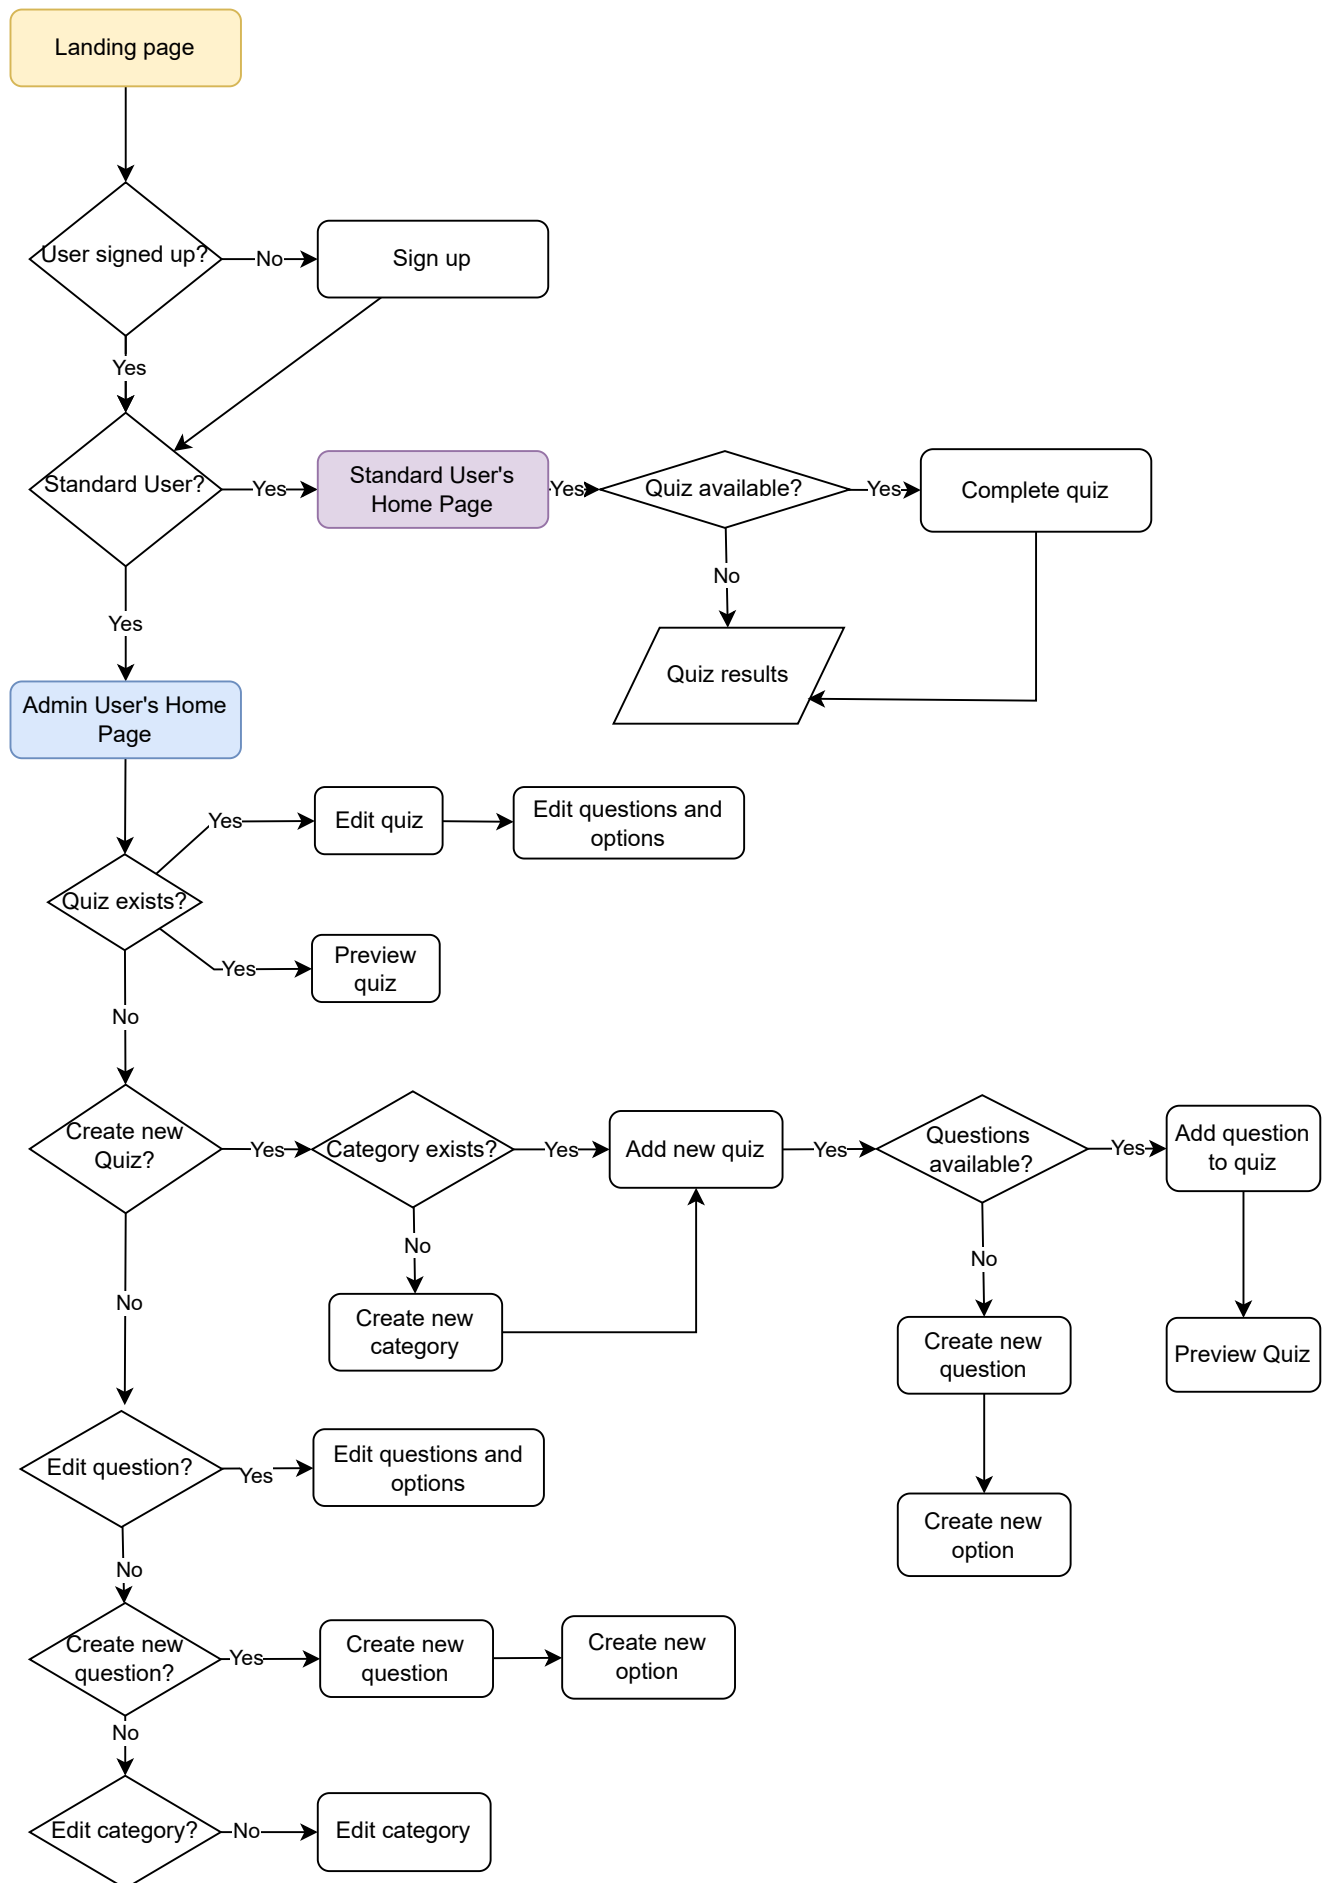 Landing page
User signed up?
No
Sign up
Yes
Standard User?
Yes
Standard User's
Home Page
Yes
Quiz available?
Yes
Complete quiz
No
Quiz results
Yes
Admin User's Home
Page
Quiz exists?
Yes
Edit quiz
Edit questions and
options
Yes
Preview
quiz
No
Create new
Quiz?
Yes
Category exists?
Yes
Add new quiz
Yes
Questions
available?
Yes
Add question
to quiz
No
Create new
category
No
Create new
question
Preview Quiz
Create new
option
No
Edit question?
Yes
Edit questions and
options
No
Create new
question?
Yes
Create new
question
Create new
option
No
Edit category?
No
Edit category